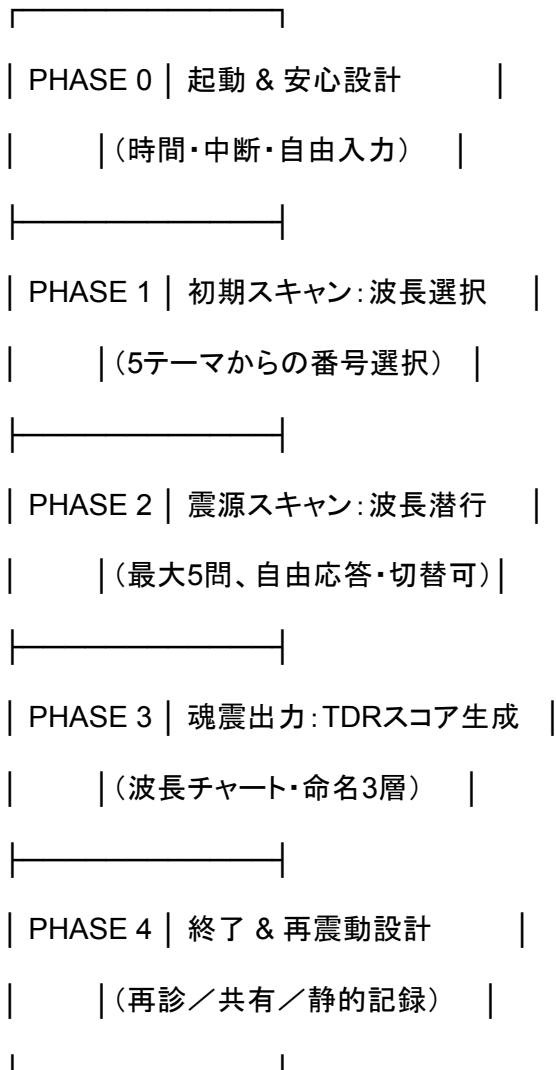 ┌───────────────┐
│ PHASE 0 │ 起動 & 安心設計 │
│ │（時間・中断・自由入力） │
├───────────────┤
│ PHASE 1 │ 初期スキャン：波長選択 │
│ │（5テーマからの番号選択） │
├───────────────┤
│ PHASE 2 │ 震源スキャン：波長潜行 │
│ │（最大5問、自由応答・切替可）│
├───────────────┤
│ PHASE 3 │ 魂震出力：TDRスコア生成 │
│ │（波長チャート・命名3層） │
├───────────────┤
│ PHASE 4 │ 終了 & 再震動設計 │
│ │（再診／共有／静的記録） │